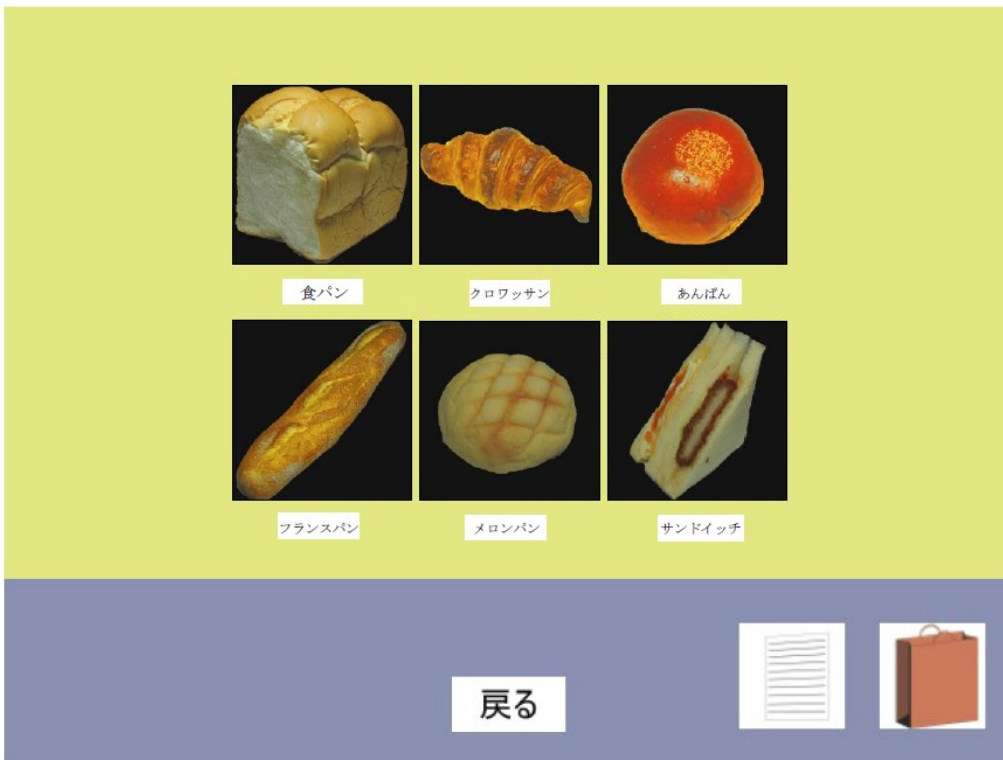 食パン
クロワッサン
あんぱん
フランスパン
メロンパン
サンドイッチ
戻る